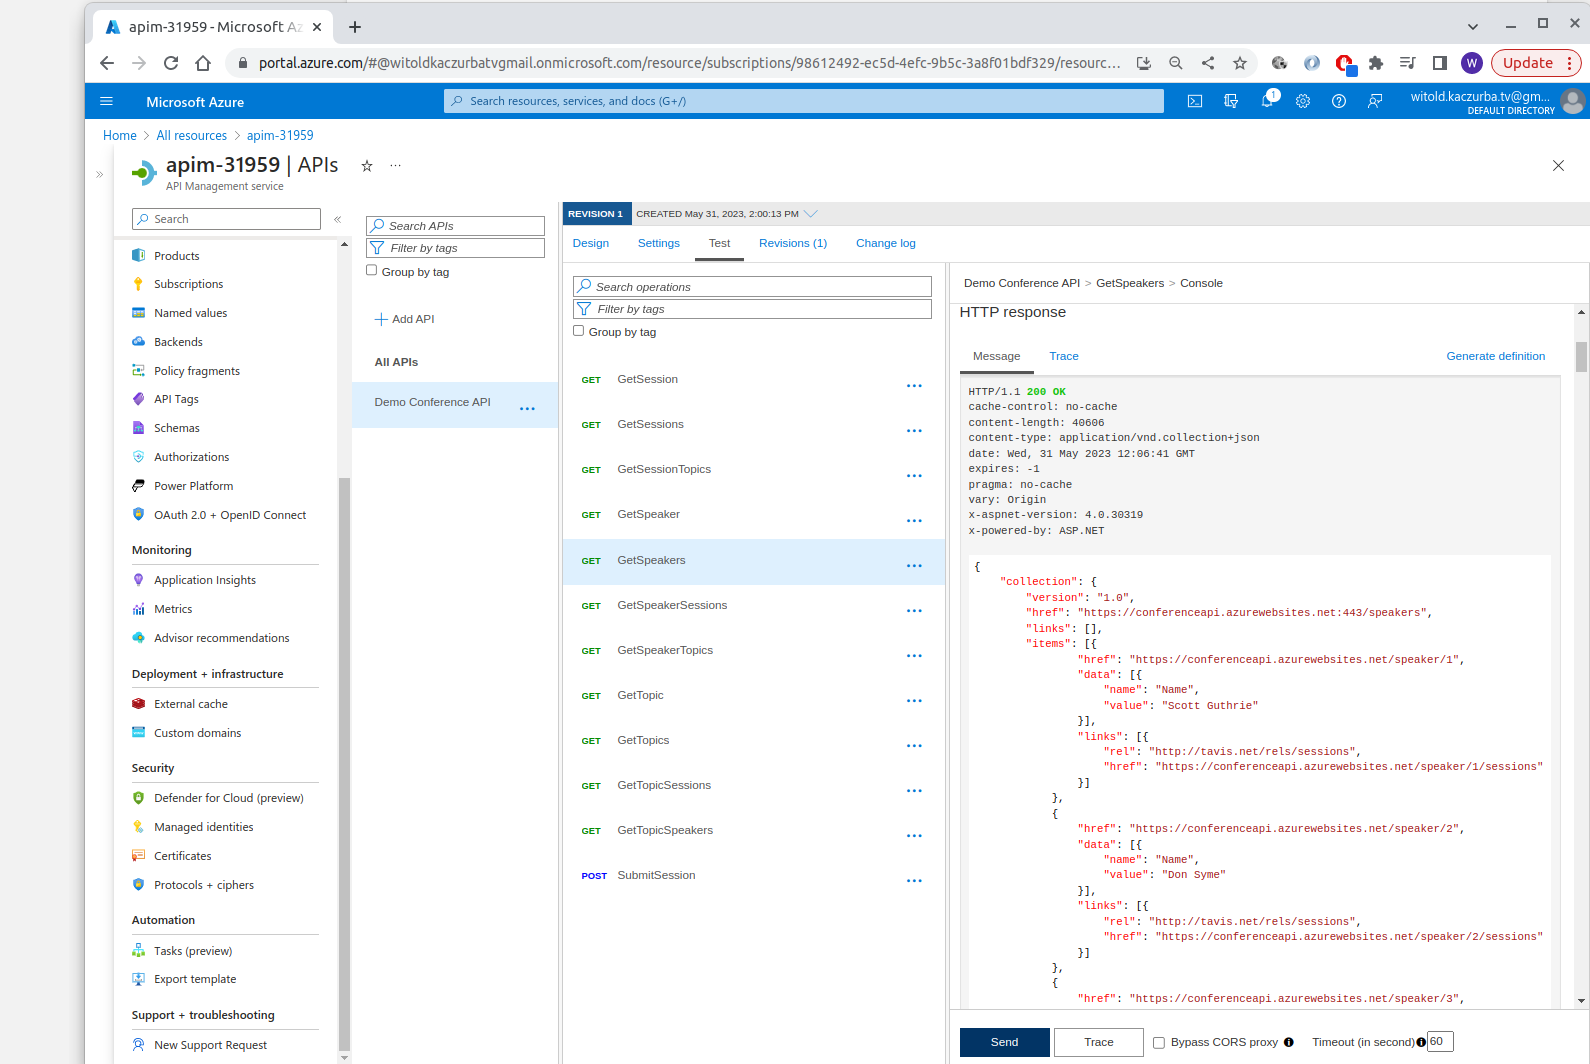 apim-31959 - Microsoft Az
portal.azure.com/#@witoldkaczurbatvgmail.onmicrosoft.com/resource/subscriptions/98612492-ec5d-4efc-9b5c-3a8f01bdf329/resourc...
W
Update
Microsoft Azure
Search resources, services, and docs (G+/)
1
witold.kaczurba.tv@gm...
DEFAULT DIRECTORY
Home > All resources > apim-31959
apim-31959 | APIs
API Management service
Search
Products
Subscriptions
Named values
Backends
Policy fragments
API Tags
Schemas
Authorizations
Power Platform
OAuth 2.0 + OpenID Connect
Monitoring
Application Insights
Metrics
Advisor recommendations
Deployment + infrastructure
External cache
Custom domains
Security
Defender for Cloud (preview)
Managed identities
Certificates
Protocols + ciphers
Automation
Tasks (preview)
Export template
Support + troubleshooting
New Support Request
Search APIs
Filter by tags
Group by tag
Add API
All APIs
Demo Conference API
REVISION 1 CREATED May 31, 2023, 2:00:13 PM
Design Settings Test Revisions (1) Change log
Search operations
Filter by tags
Group by tag
GET GetSession
GET GetSessions
GET GetSessionTopics
GET GetSpeaker
GET GetSpeakers
GET GetSpeakerSessions
GET GetSpeakerTopics
GET GetTopic
GET GetTopics
GET GetTopicSessions
GET GetTopicSpeakers
POST SubmitSession
Demo Conference API > GetSpeakers > Console
HTTP response
Message Trace Generate definition
HTTP/1.1 200 OK
cache-control: no-cache
content-length: 40606
content-type: application/vnd.collection+json
date: Wed, 31 May 2023 12:06:41 GMT
expires: -1
pragma: no-cache
vary: Origin
x-aspnet-version: 4.0.30319
x-powered-by: ASP.NET
{
"collection": {
"version": "1.0",
"href": "https://conferenceapi.azurewebsites.net:443/speakers",
"links": [],
"items": [{
"href": "https://conferenceapi.azurewebsites.net/speaker/1",
"data": [{
"name": "Name",
"value": "Scott Guthrie"
}],
"links": [{
"rel": "http://tavis.net/rels/sessions",
"href": "https://conferenceapi.azurewebsites.net/speaker/1/sessions"
}]
},
{
"href": "https://conferenceapi.azurewebsites.net/speaker/2",
"data": [{
"name": "Name",
"value": "Don Syme"
}],
"links": [{
"rel": "http://tavis.net/rels/sessions",
"href": "https://conferenceapi.azurewebsites.net/speaker/2/sessions"
}]
},
{
"href": "https://conferenceapi.azurewebsites.net/speaker/3",
Send Trace Bypass CORS proxy Timeout (in second) 60